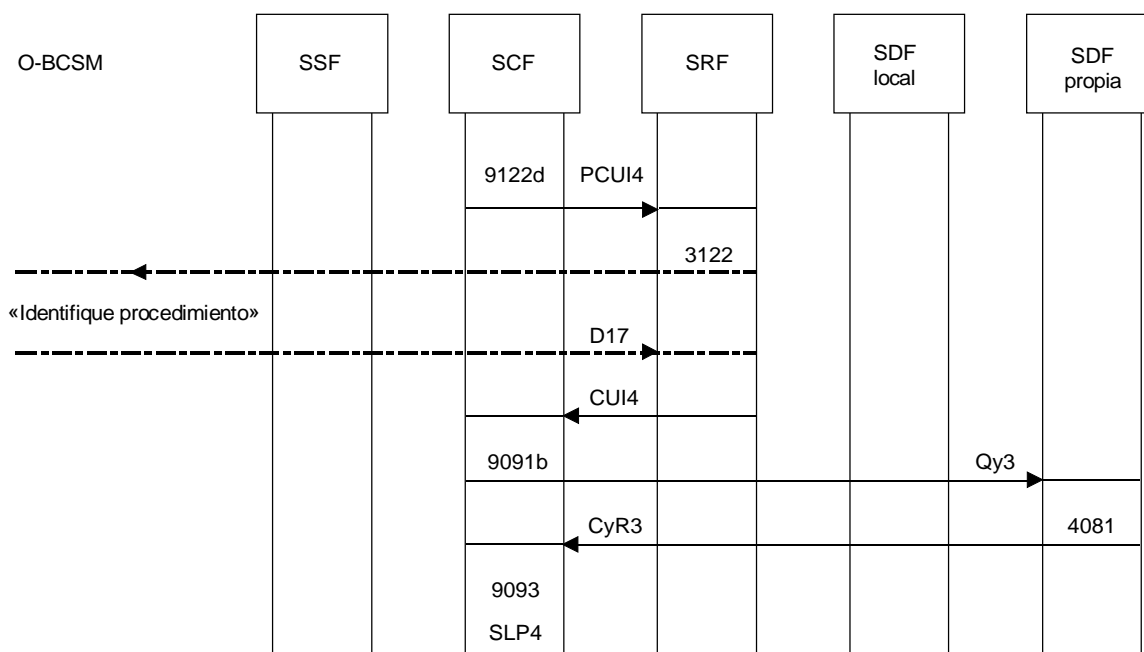 O-BCSM
SSF
SCF
SRF
SDF
local
SDF
propia
9122d
PCUI4
3122
«Identifique procedimiento»
D17
CUI4
9091b
Qy3
CyR3
4081
9093
SLP4